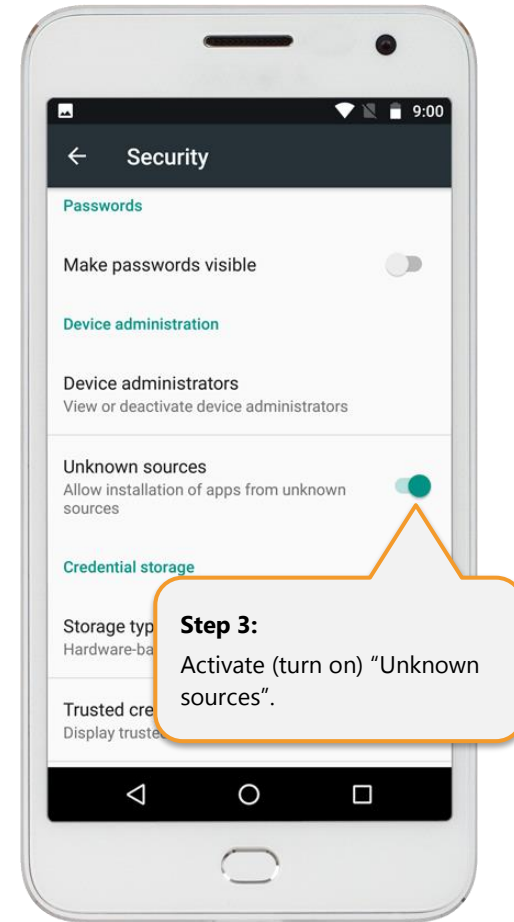 9:00
Security
Passwords
Make passwords visible
Device administration
Device administrators
View or deactivate device administrators
Unknown sources
Allow installation of apps from unknown
sources
Credential storage
Storage typ
Hardware-ba
Step 3:
Activate (turn on) “Unknown
sources”.
Trusted cre
Display truste